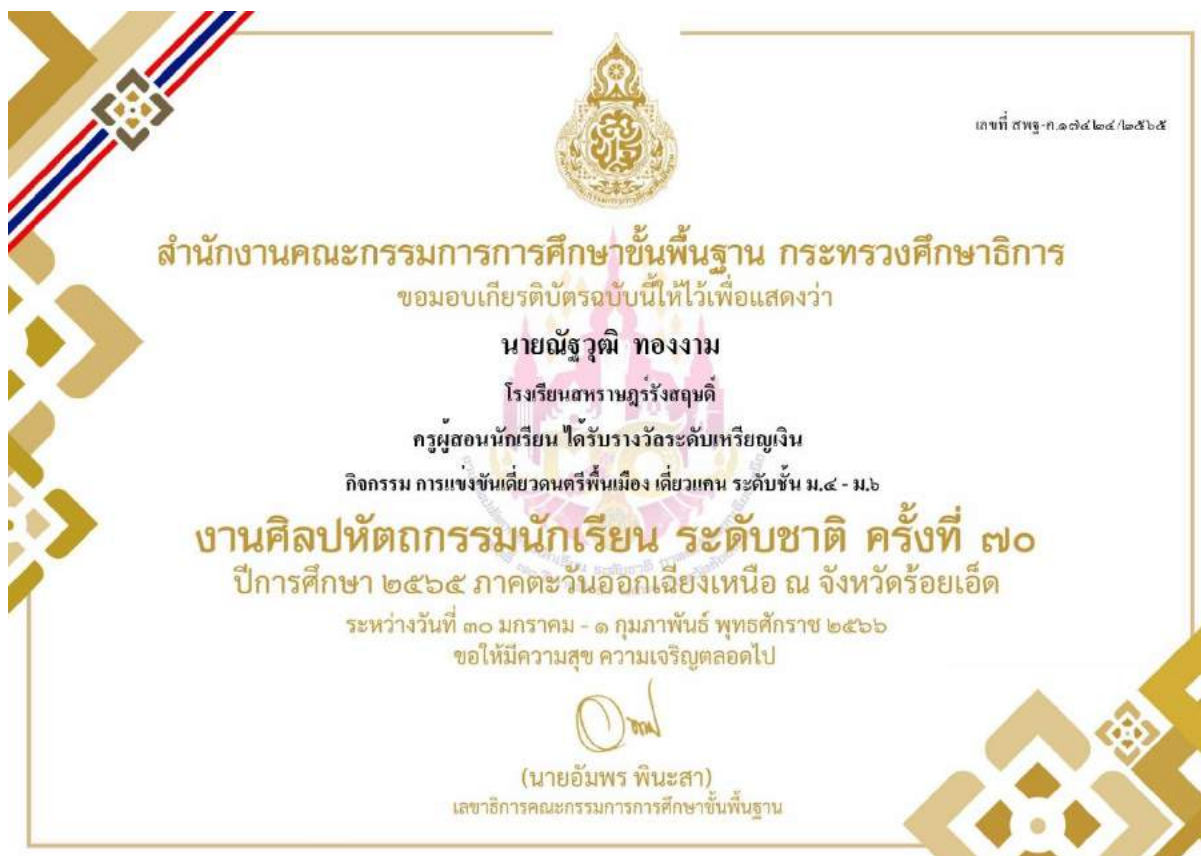 เลขที่ สพฐ-ก.๑๗๔๒๔/๒๕๖๕
สำนักงานคณะกรรมการการศึกษาขั้นพื้นฐาน กระทรวงศึกษาธิการ
ขอมอบเกียรติบัตรฉบับนี้ให้ไว้เพื่อแสดงว่า
นายณัฐวุฒิ ทองงาม
โรงเรียนสหราษฎร์รังสฤษดิ์
ครูผู้สอนนักเรียน ได้รับรางวัลระดับเหรียญเงิน
กิจกรรม การแข่งขันเดี่ยวดนตรีพื้นเมือง เดี่ยวแคน ระดับชั้น ม.๔ - ม.๖
งานศิลปหัตถกรรมนักเรียน ระดับชาติ ครั้งที่ ๗๐
ปีการศึกษา ๒๕๖๕ ภาคตะวันออกเฉียงเหนือ ณ จังหวัดร้อยเอ็ด
ระหว่างวันที่ ๓๐ มกราคม - ๑ กุมภาพันธ์ พุทธศักราช ๒๕๖๖
ขอให้มีความสุข ความเจริญตลอดไป
(นายอัมพร พินะสา)
เลขาธิการคณะกรรมการการศึกษาขั้นพื้นฐาน